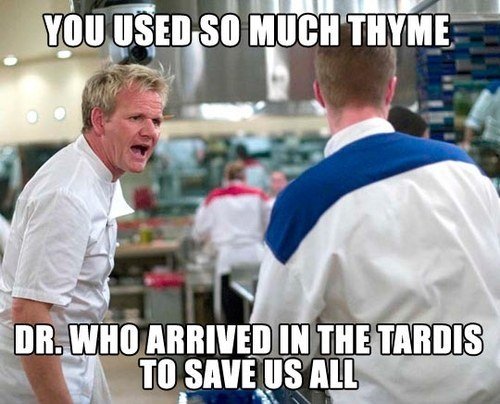 YOU USED SO MUCH THYME
DR. WHO ARRIVED IN THE TARDIS
TO SAVE US ALL